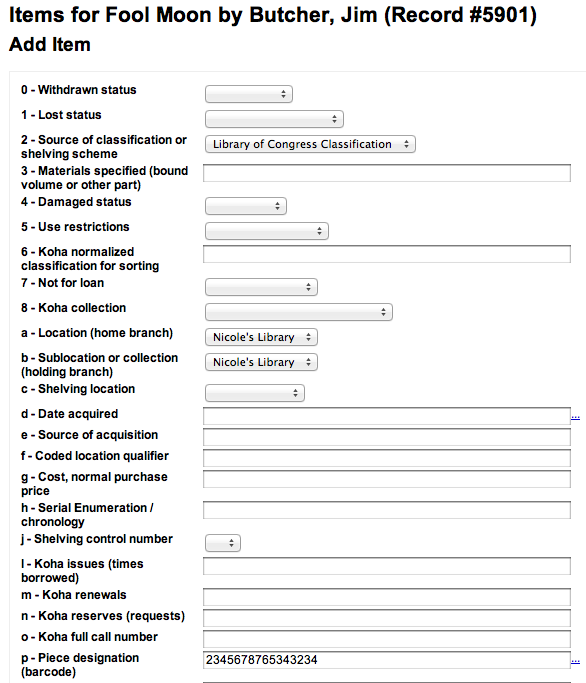 Items for Fool Moon by Butcher, Jim (Record #5901)
Add Item
0 - Withdrawn status
1 - Lost status
2 - Source of classification or
shelving scheme
Library of Congress Classification
3 - Materials specified (bound
volume or other part)
4 - Damaged status
5 - Use restrictions
6 - Koha normalized
classification for sorting
7 - Not for loan
8 - Koha collection
a - Location (home branch)
Nicole's Library
b - Sublocation or collection
(holding branch)
Nicole's Library
c - Shelving location
d - Date acquired
...
e - Source of acquisition
f - Coded location qualifier
g - Cost, normal purchase
price
h - Serial Enumeration /
chronology
j - Shelving control number
l - Koha issues (times
borrowed)
m - Koha renewals
n - Koha reserves (requests)
o - Koha full call number
p - Piece designation
(barcode)
2345678765343234
...